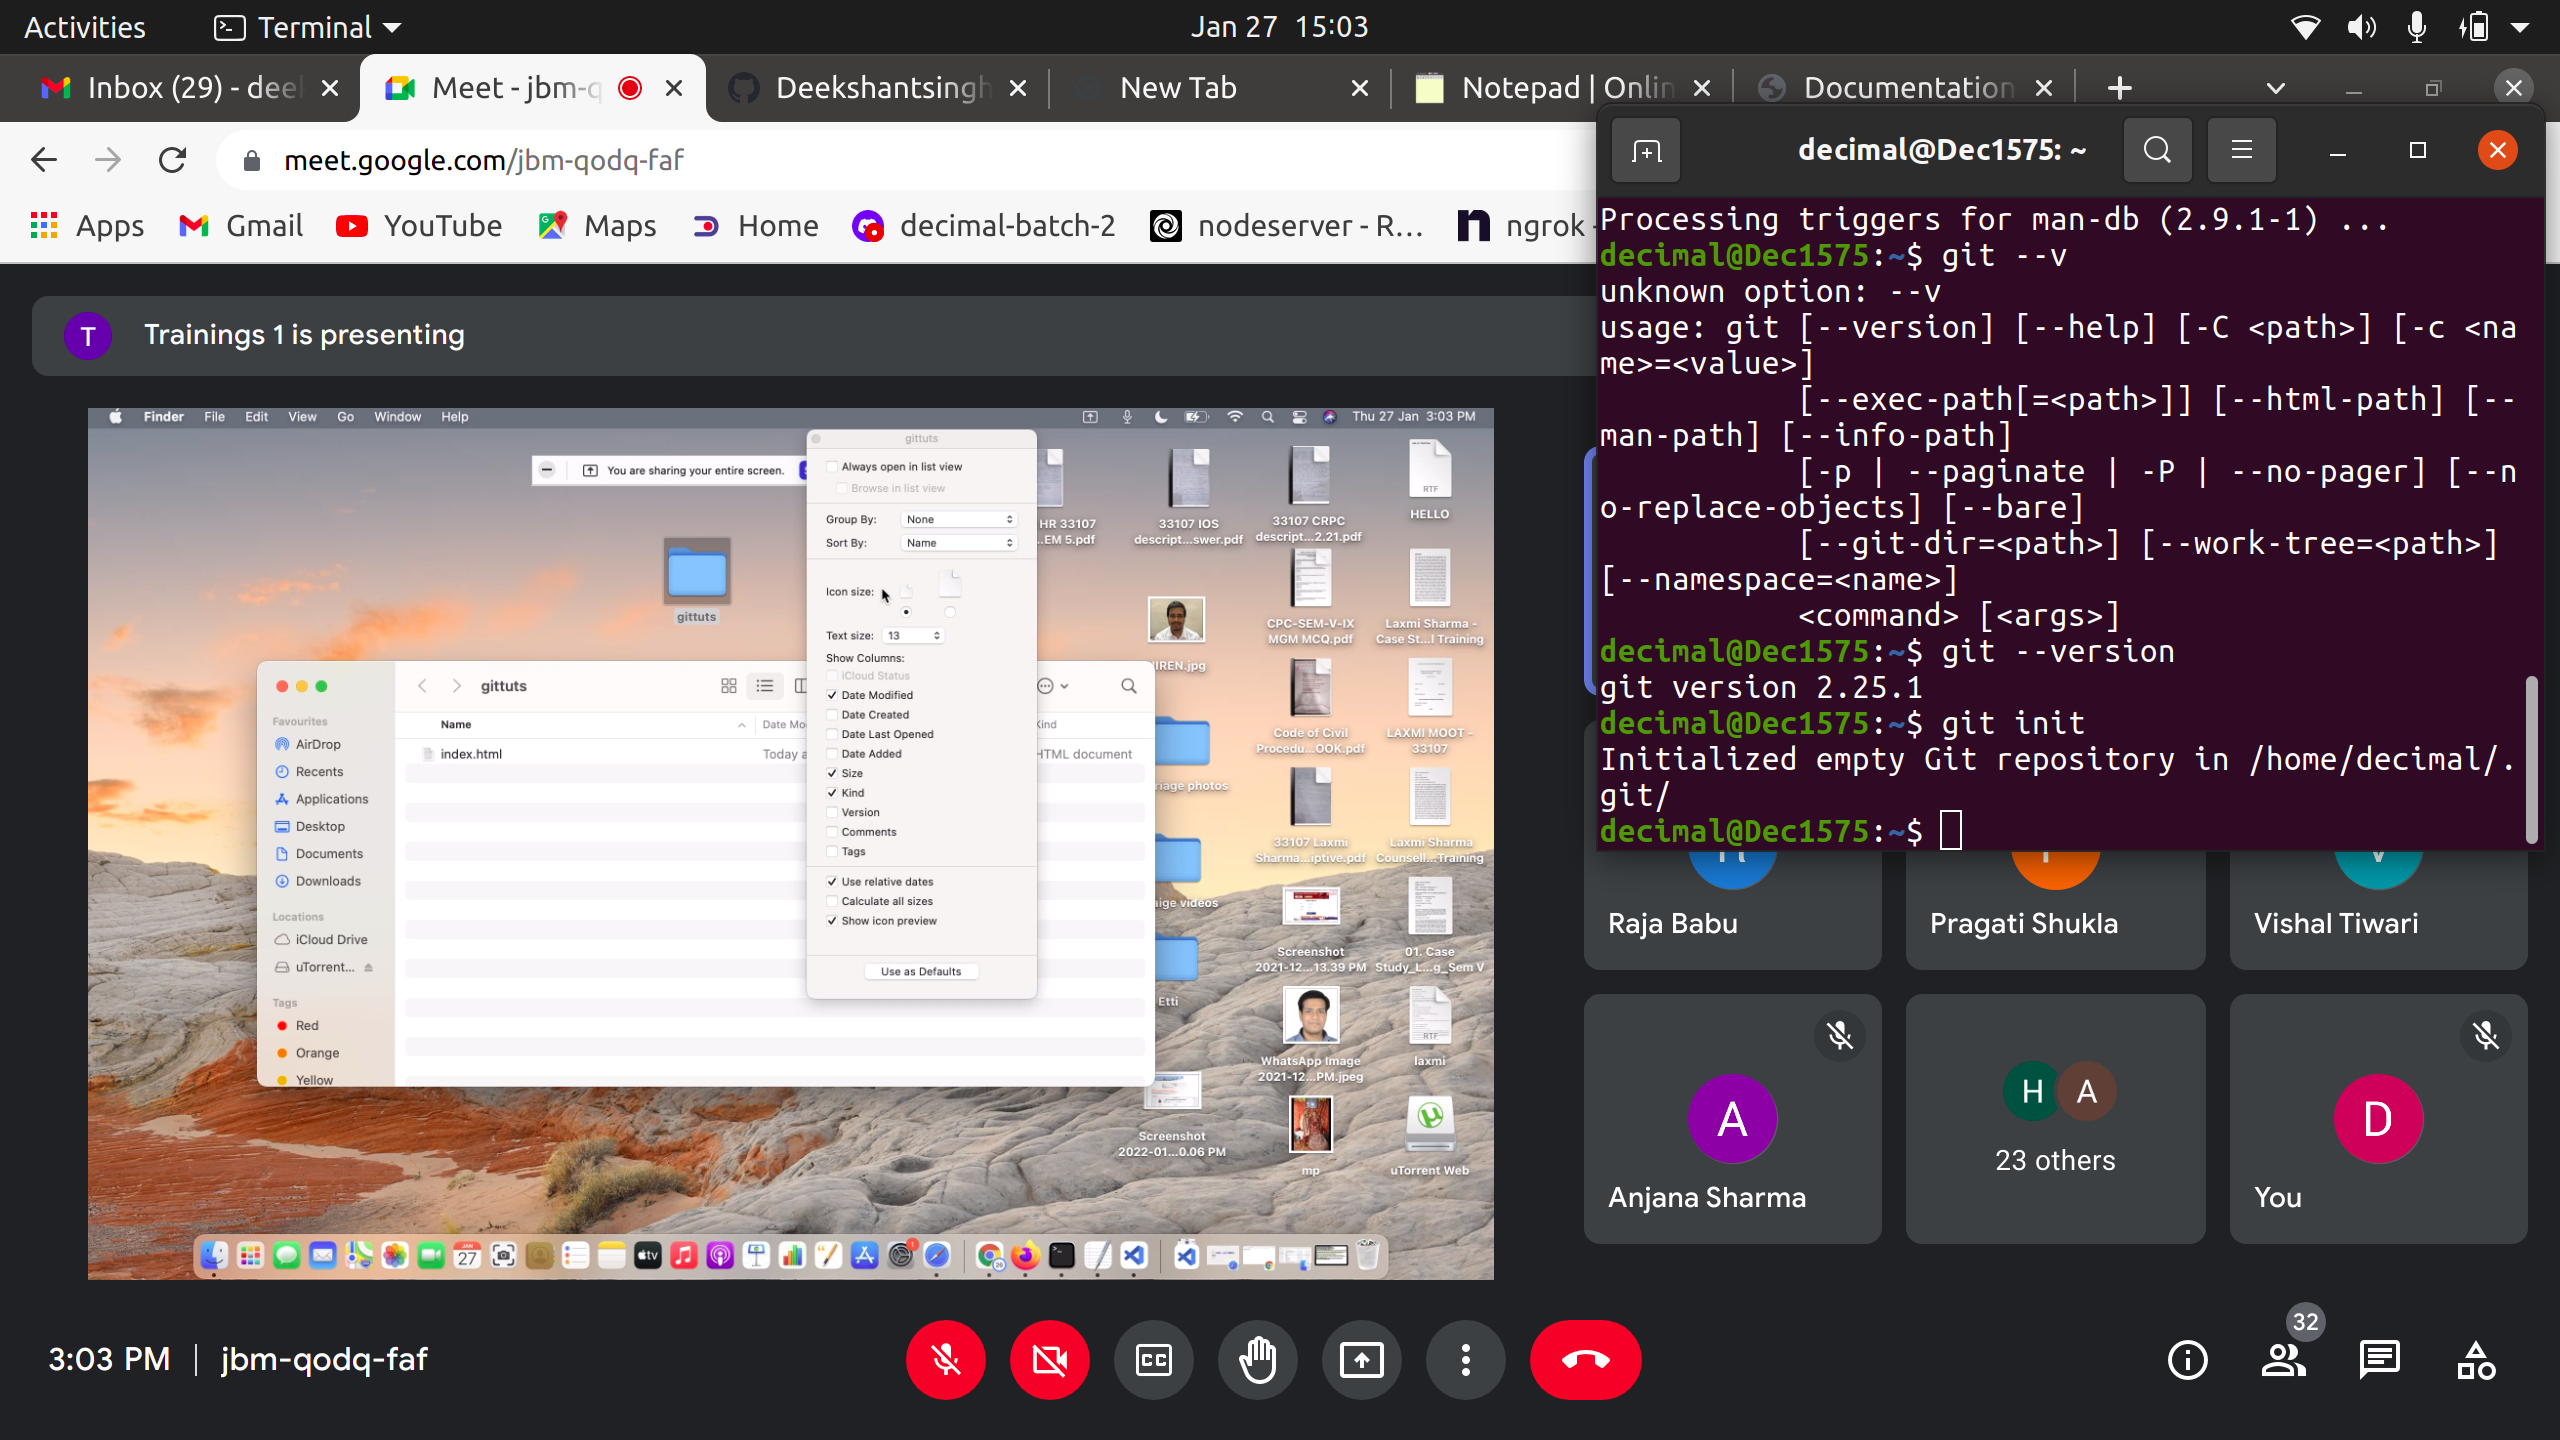 Activities
Terminal
Jan 27 15:03
Inbox (29) - deel
Meet - jbm-q
Deekshantsingh
New Tab
Notepad | Onlin
Documentation
meet.google.com/jbm-qodq-faf
Apps
Gmail
YouTube
Maps
Home
decimal-batch-2
nodeserver - R...
ngrok -
decimal@Dec1575: ~
Processing triggers for man-db (2.9.1-1) ...
decimal@Dec1575:~$ git --v
unknown option: --v
usage: git [--version] [--help] [-C <path>] [-c <na
me>=<value>]
[--exec-path[=<path>]] [--html-path] [--
man-path] [--info-path]
[-p | --paginate | -P | --no-pager] [--n
o-replace-objects] [--bare]
[--git-dir=<path>] [--work-tree=<path>]
[--namespace=<name>]
<command> [<args>]
decimal@Dec1575:~$ git --version
git version 2.25.1
decimal@Dec1575:~$ git init
Initialized empty Git repository in /home/decimal/.
git/
decimal@Dec1575:~$
T
Trainings 1 is presenting
Finder File Edit View Go Window Help
Thu 27 Jan 3:03 PM
You are sharing your entire screen.
gittuts
gittuts
Always open in list view
Browse in list view
Group By: None
Sort By: Name
Icon size:
Text size: 13
Show Columns:
iCloud Status
Date Modified
Date Created
Date Last Opened
Date Added
Size
Kind
Version
Comments
Tags
Use relative dates
Calculate all sizes
Show icon preview
Use as Defaults
gittuts
Name
Date Mo
Kind
index.html
Today a
HTML document
Favourites
AirDrop
Recents
Applications
Desktop
Documents
Downloads
Locations
iCloud Drive
uTorrent...
Tags
Red
Orange
Yellow
HR 33107
...EM 5.pdf
33107 IOS
descript...swer.pdf
33107 CRPC
descript...2.21.pdf
RTF
HELLO
IREN.jpg
CPC-SEM-V-IX
MGM MCQ.pdf
Laxmi Sharma -
Case St...l Training
riage photos
Code of Civil
Procedu...OOK.pdf
LAXMI MOOT -
33107
aige videos
33107 Laxmi
Sharma...iptive.pdf
Laxmi Sharma
Counsell...Training
Etti
Screenshot
2021-12...13.39 PM
01. Case
Study_L...g_Sem V
WhatsApp Image
2021-12...PM.jpeg
RTF
laxmi
Screenshot
2022-01...0.06 PM
mp
uTorrent Web
JAN
27
tv
Raja Babu
Pragati Shukla
Vishal Tiwari
A
Anjana Sharma
H A
23 others
D
You
3:03 PM | jbm-qodq-faf
CC
32